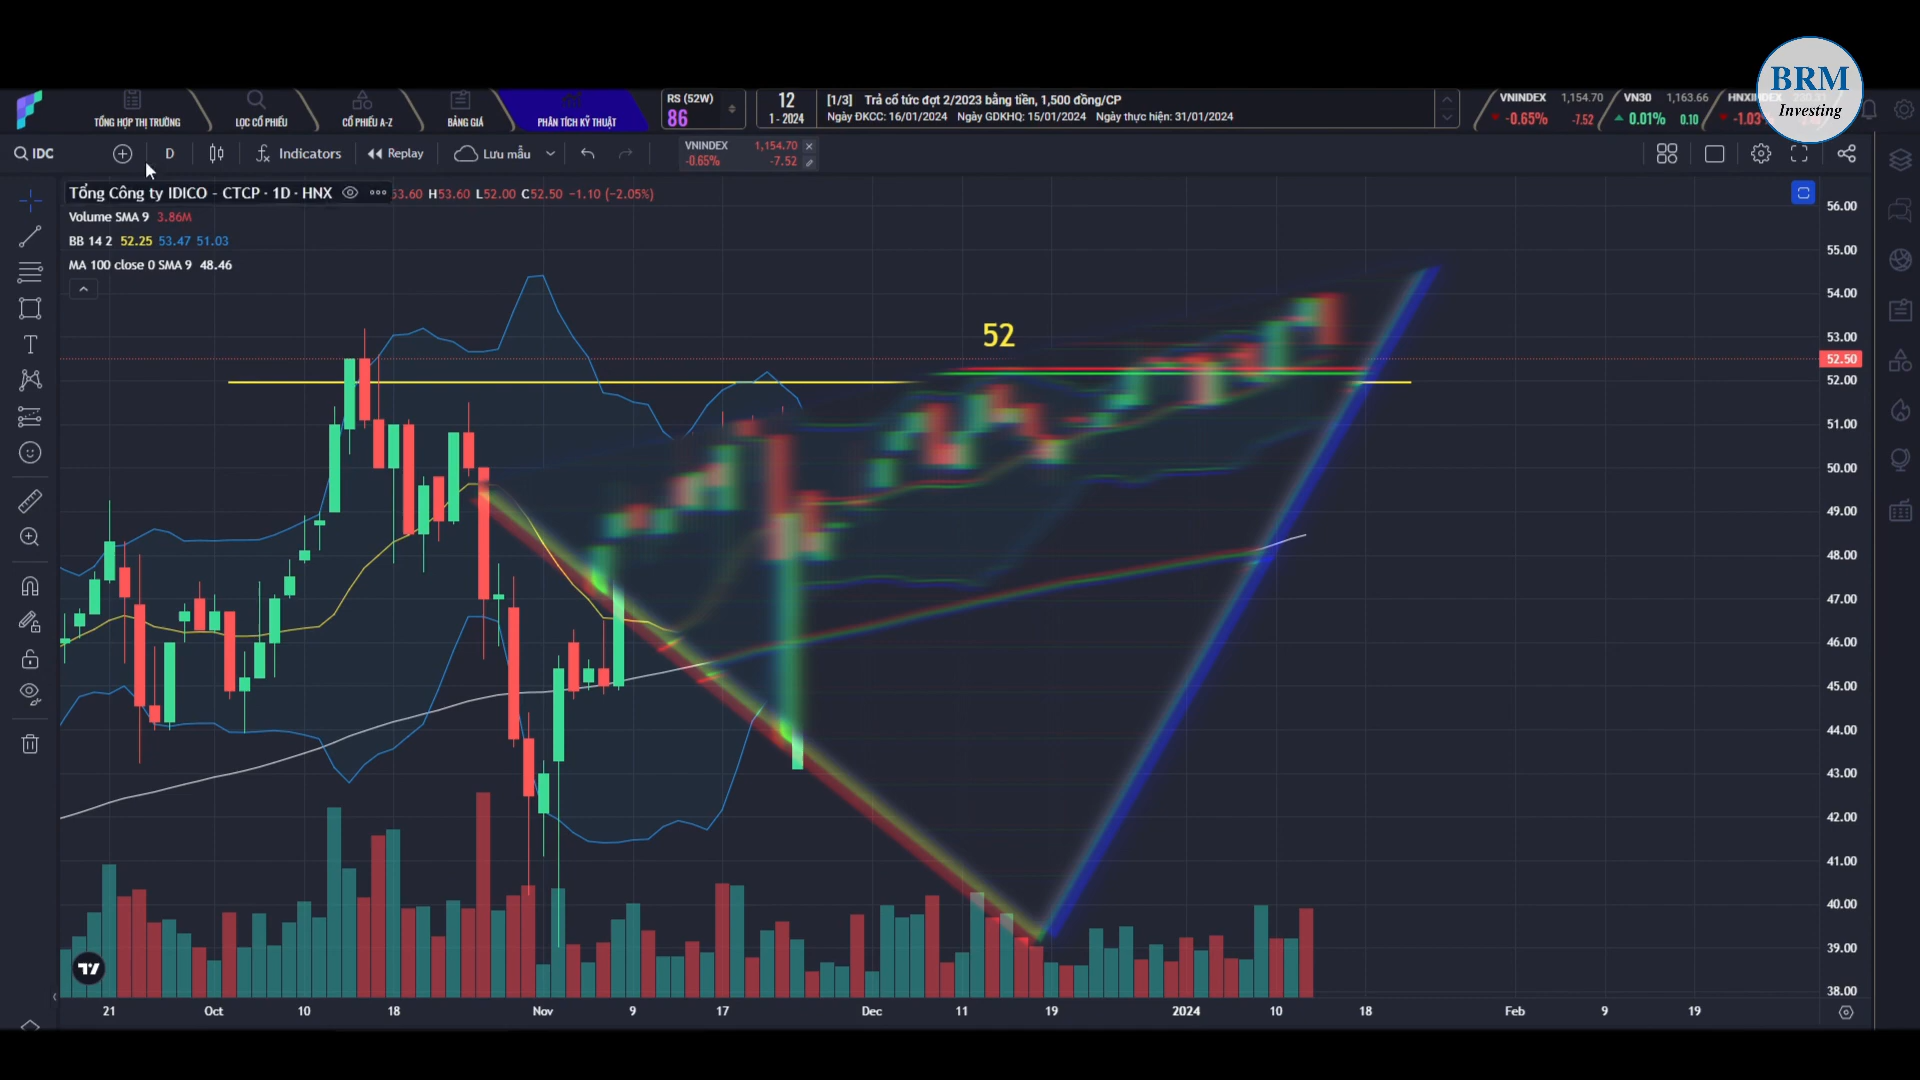 BRM
Investing
TỔNG HỢP THỊ TRƯỜNG
LỌC CỔ PHIẾU
CỔ PHIẾU A-Z
BẢNG GIÁ
PHÂN TÍCH KỸ THUẬT
RS (52W)
86
12
1 - 2024
[1/3] Trả cổ tức đợt 2/2023 bằng tiền, 1,500 đồng/CP
Ngày ĐKCC: 16/01/2024 Ngày GDKHQ: 15/01/2024 Ngày thực hiện: 31/01/2024
VNINDEX 1,154.70
-0.65% -7.52
VN30 1,163.66
0.01% 0.10
-1.03%
IDC
D
Indicators
Replay
Lưu mẫu
VNINDEX 1,154.70
-0.65% -7.52
Tổng Công ty IDICO - CTCP · 1D · HNX
53.60 H53.60 L52.00 C52.50 −1.10 (−2.05%)
Volume SMA 9 3.86M
BB 14 2 52.25 53.47 51.03
MA 100 close 0 SMA 9 48.46
52
56.00
55.00
54.00
53.00
52.50
52.00
51.00
50.00
49.00
48.00
47.00
46.00
45.00
44.00
43.00
42.00
41.00
40.00
39.00
38.00
21 Oct 10 18 Nov 9 17 Dec 11 19 2024 10 18 Feb 9 19